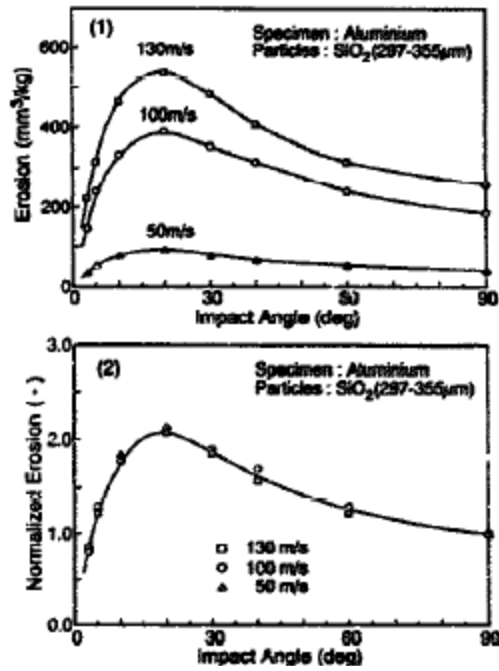 (1)
Specimen : Aluminium
Particles : SiO2(297-355μm)
130m/s
100m/s
50m/s
Erosion (mm³/kg)
600
400
200
0
0 30 60 90
Impact Angle (deg)
(2)
Specimen : Aluminium
Particles : SiO2(297-355μm)
Normalized Erosion ( - )
3.0
2.0
1.0
0.0
□ 130 m/s
○ 100 m/s
△ 50 m/s
0 30 60 90
Impact Angle (deg)